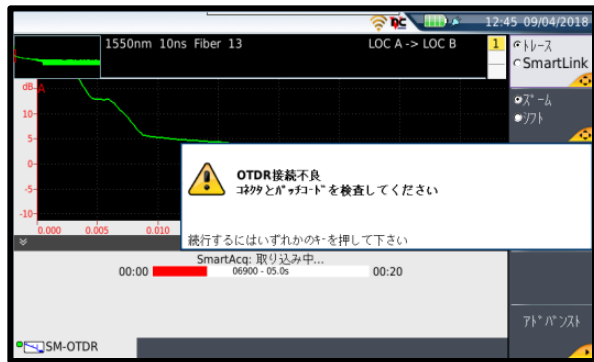 12:45 09/04/2018
1550nm 10ns Fiber 13 LOC A -> LOC B 1
トレース
SmartLink
dB A
ズーム
シフト
10
5
0
-5
-10
0.000 0.005 0.010
OTDR接続不良
コネクタとパッチコードを検査してください
続行するにはいずれかのキーを押して下さい
SmartAcq: 取り込み中...
00:00 06900 - 05.0s 00:20
アドバンスト
SM-OTDR